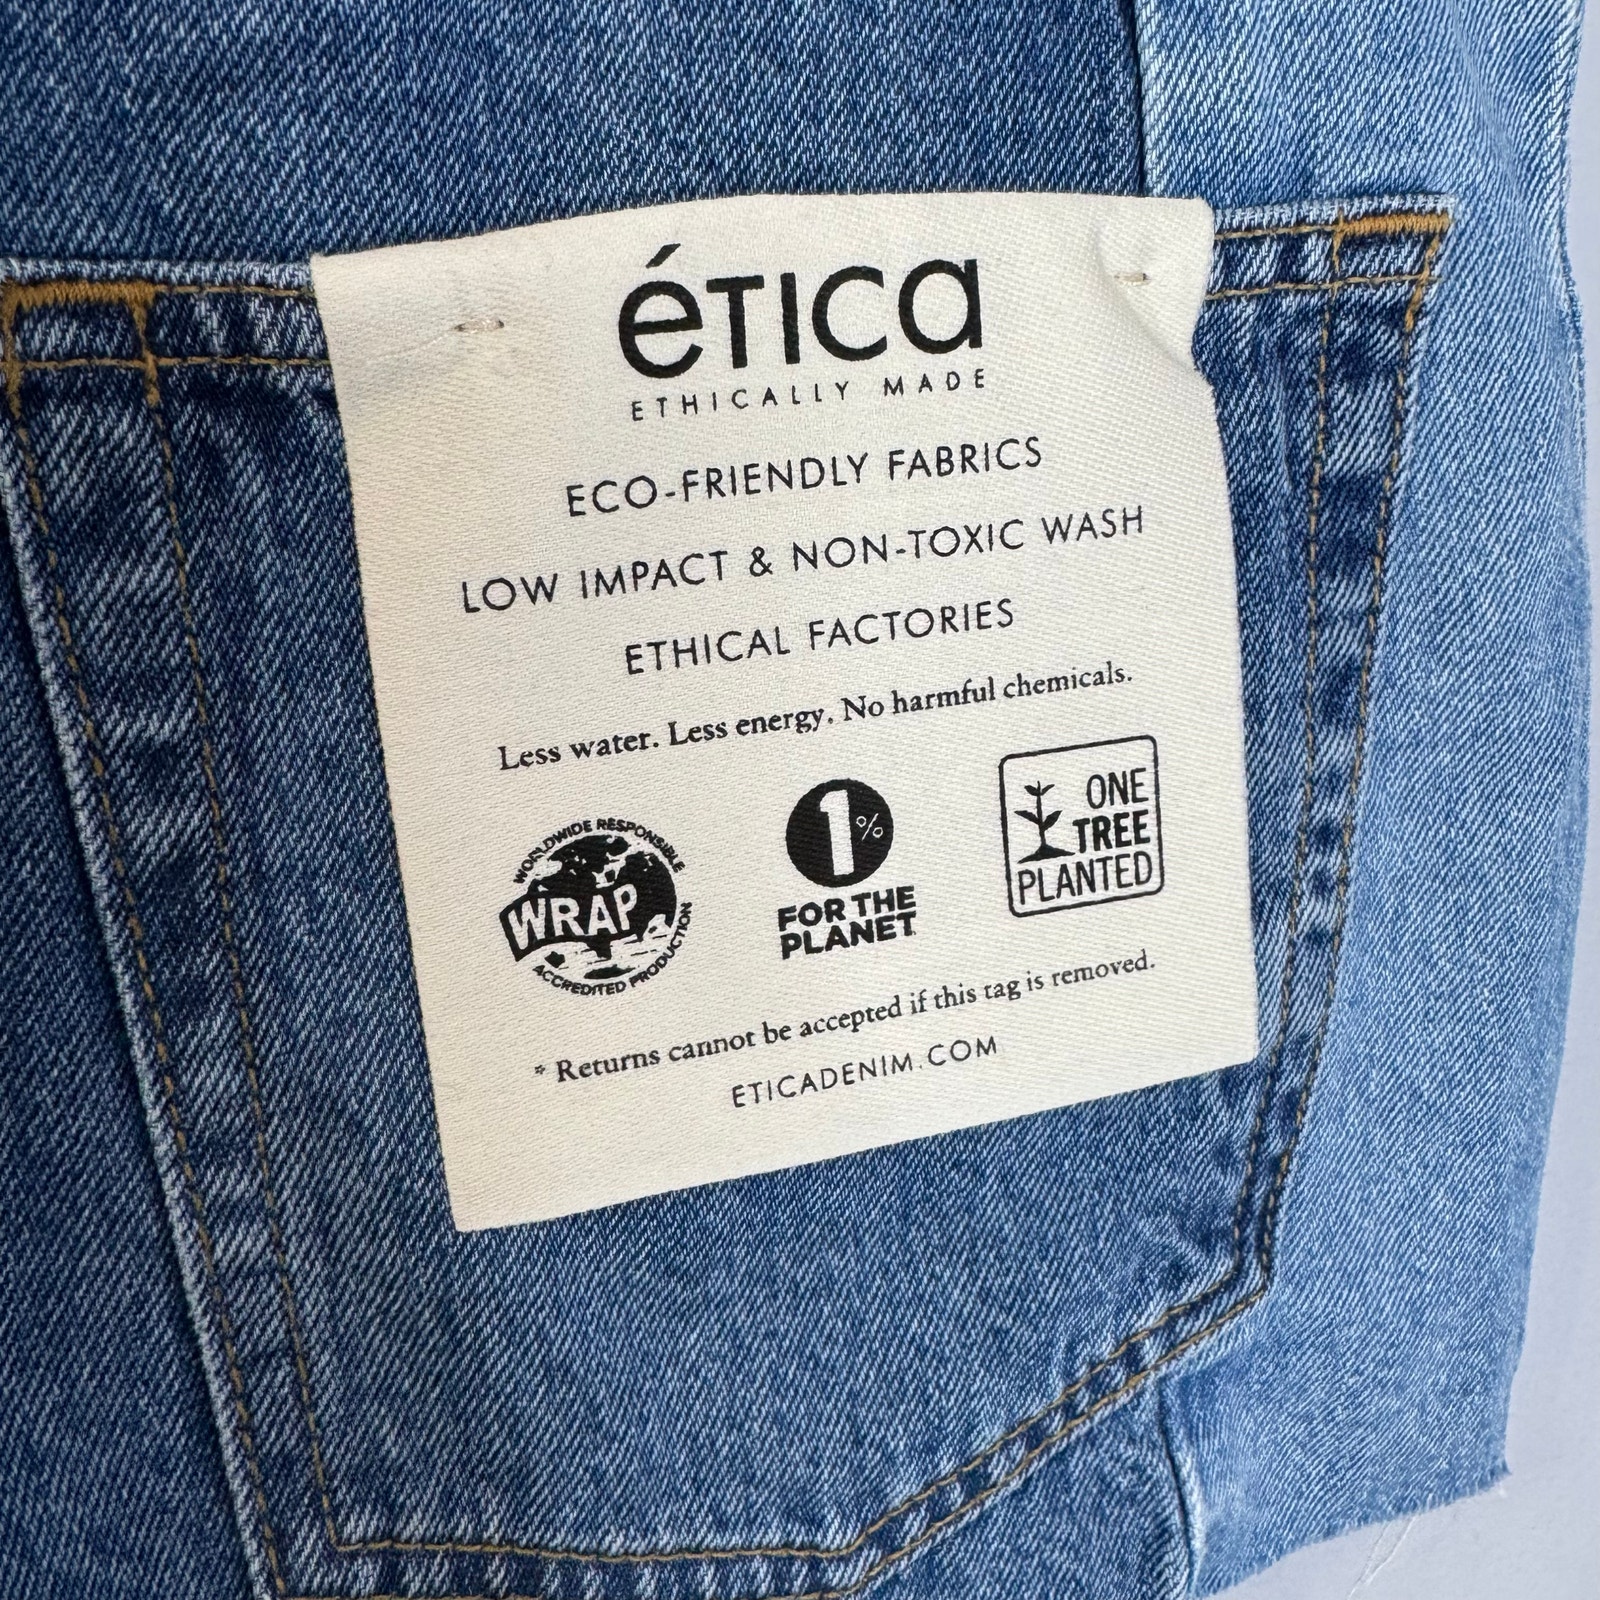 éTICa
ETHICALLY MADE
ECO-FRIENDLY FABRICS
LOW IMPACT & NON-TOXIC WASH
ETHICAL FACTORIES
Less water. Less energy. No harmful chemicals.
WORLDWIDE RESPONSIBLE
WRAP
ACCREDITED PRODUCTION
1%
FOR THE
PLANET
ONE
TREE
PLANTED
* Returns cannot be accepted if this tag is removed.
ETICADENIM.COM